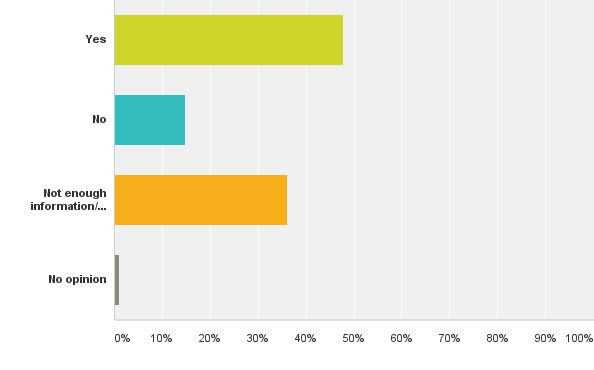 Yes
No
Not enough
information/...
No opinion
0% 10% 20% 30% 40% 50% 60% 70% 80% 90% 100%